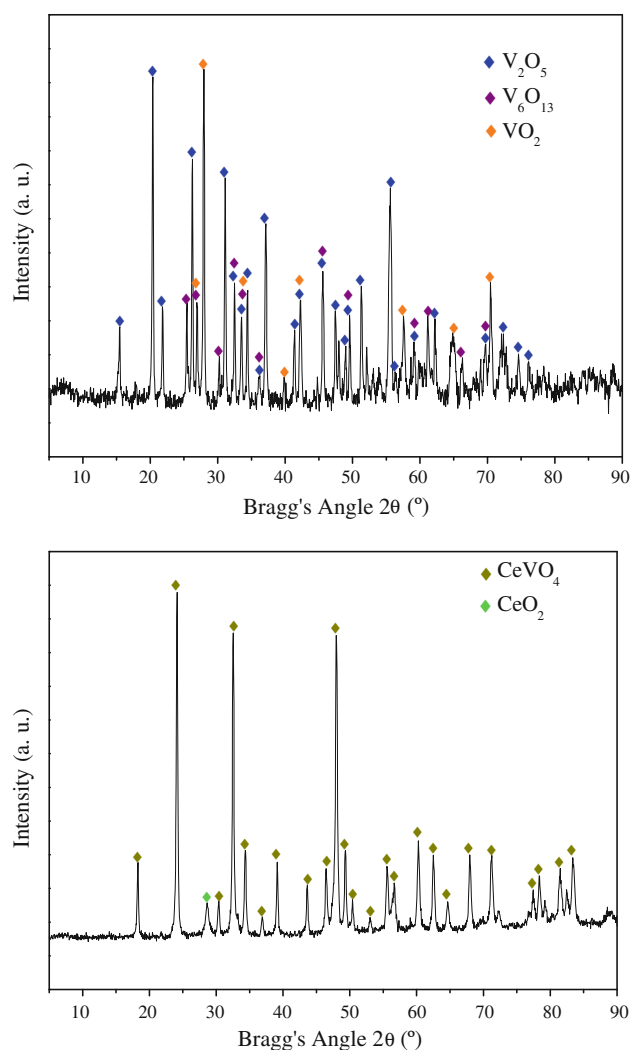 V₂O₅
V₆O₁₃
VO₂
Intensity (a. u.)
10 20 30 40 50 60 70 80 90
Bragg's Angle 2θ (º)
CeVO₄
CeO₂
Intensity (a. u.)
10 20 30 40 50 60 70 80 90
Bragg's Angle 2θ (º)